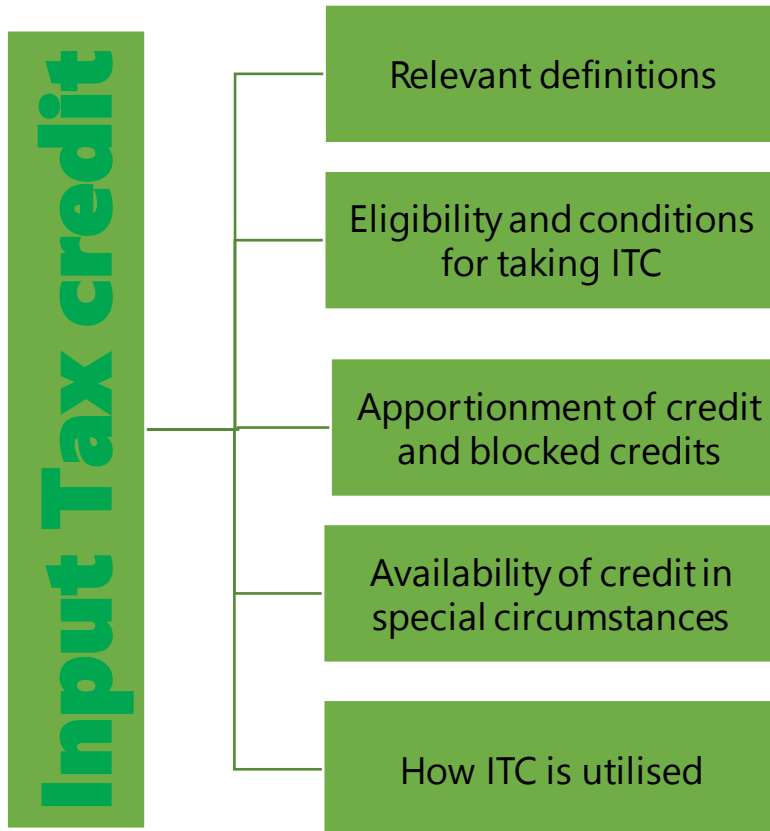 Input Tax credit
Relevant definitions
Eligibility and conditions
for taking ITC
Apportionment of credit
and blocked credits
Availability of credit in
special circumstances
How ITC is utilised